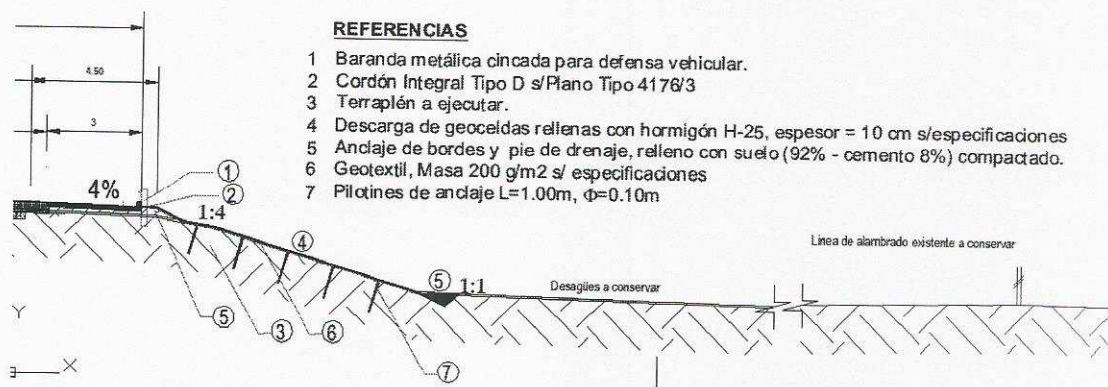 REFERENCIAS
1 Baranda metálica cincada para defensa vehicular.
2 Cordón Integral Tipo D s/Plano Tipo 4176/3
3 Terraplén a ejecutar.
4 Descarga de geoceldas rellenas con hormigón H-25, espesor = 10 cm s/especificaciones
5 Anclaje de bordes y pie de drenaje, relleno con suelo (92% - cemento 8%) compactado.
6 Geotextil, Masa 200 g/m2 s/ especificaciones
7 Pilotines de anclaje L=1.00m, Φ=0.10m
4.50
3
1
4%
2
1:4
4
Linea de alambrado existente a conservar
5
1:1
Desagües a conservar
5
3
6
7
Y
X